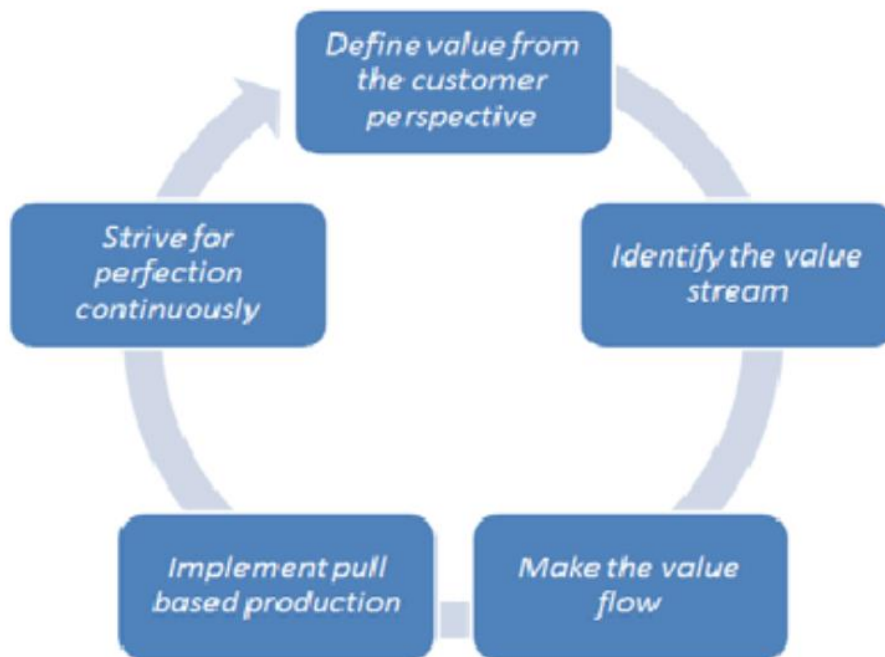 Define value from
the customer
perspective
Identify the value
stream
Make the value
flow
Implement pull
based production
Strive for
perfection
continuously